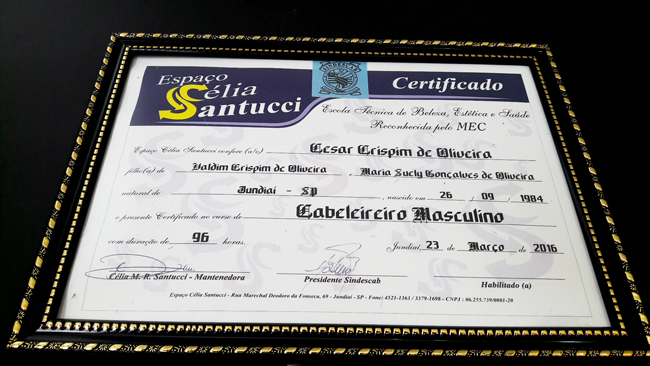 Espaço
Célia
Santucci
Certificado
Escola Técnica de Beleza, Estética e Saúde
Reconhecida pelo MEC
Espaço Célia Santucci confere (a/o) Cesar Crispim de Oliveira
filho(a) de Valdim Crispim de Oliveira, Maria Suely Gonçalves de Oliveira
natural de Jundiaí - SP, nascido em 26 09 1984
o presente Certificado no curso de Cabeleireiro Masculino
com duração de 96 horas. Jundiaí, 23 de Março de 2016
Célia M. R. Santucci - Mantenedora
Presidente Sindescab
Habilitado (a)
Espaço Célia Santucci - Rua Marechal Deodoro da Fonseca, 69 - Jundiaí - SP - Fone: 4521-1363 / 3379-1698 - CNPJ : 06.255.739/0001-20